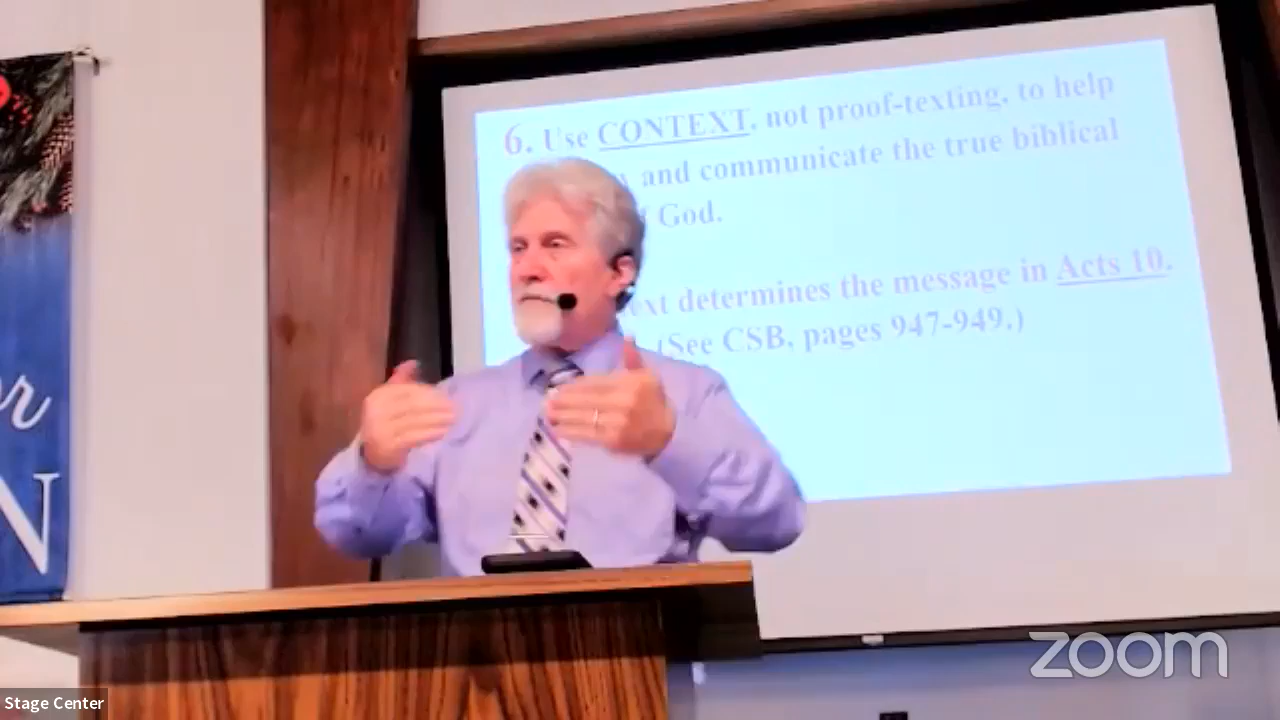 6. Use CONTEXT, not proof-texting, to help
and communicate the true biblical
God.
determines the message in Acts 10.
(See CSB, pages 947-949.)
or
N
zoom
Stage Center